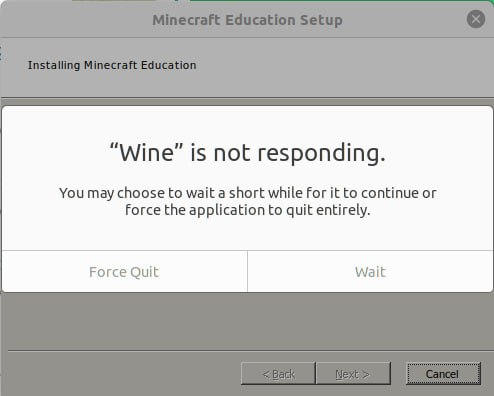 Minecraft Education Setup
Installing Minecraft Education
“Wine” is not responding.
You may choose to wait a short while for it to continue or
force the application to quit entirely.
Force Quit Wait
< Back Next > Cancel